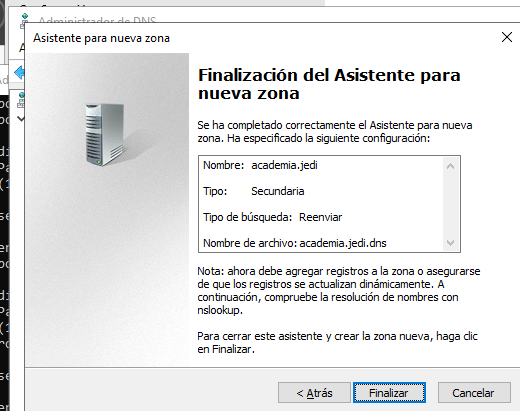 Administrador de DNS
Asistente para nueva zona
Finalización del Asistente para
nueva zona
Se ha completado correctamente el Asistente para nueva
zona. Ha especificado la siguiente configuración:
Nombre: academia.jedi
Tipo: Secundaria
Tipo de búsqueda: Reenviar
Nombre de archivo: academia.jedi.dns
Nota: ahora debe agregar registros a la zona o asegurarse
de que los registros se actualizan dinámicamente. A
continuación, compruebe la resolución de nombres con
nslookup.
Para cerrar este asistente y crear la zona nueva, haga clic
en Finalizar.
< Atrás Finalizar Cancelar